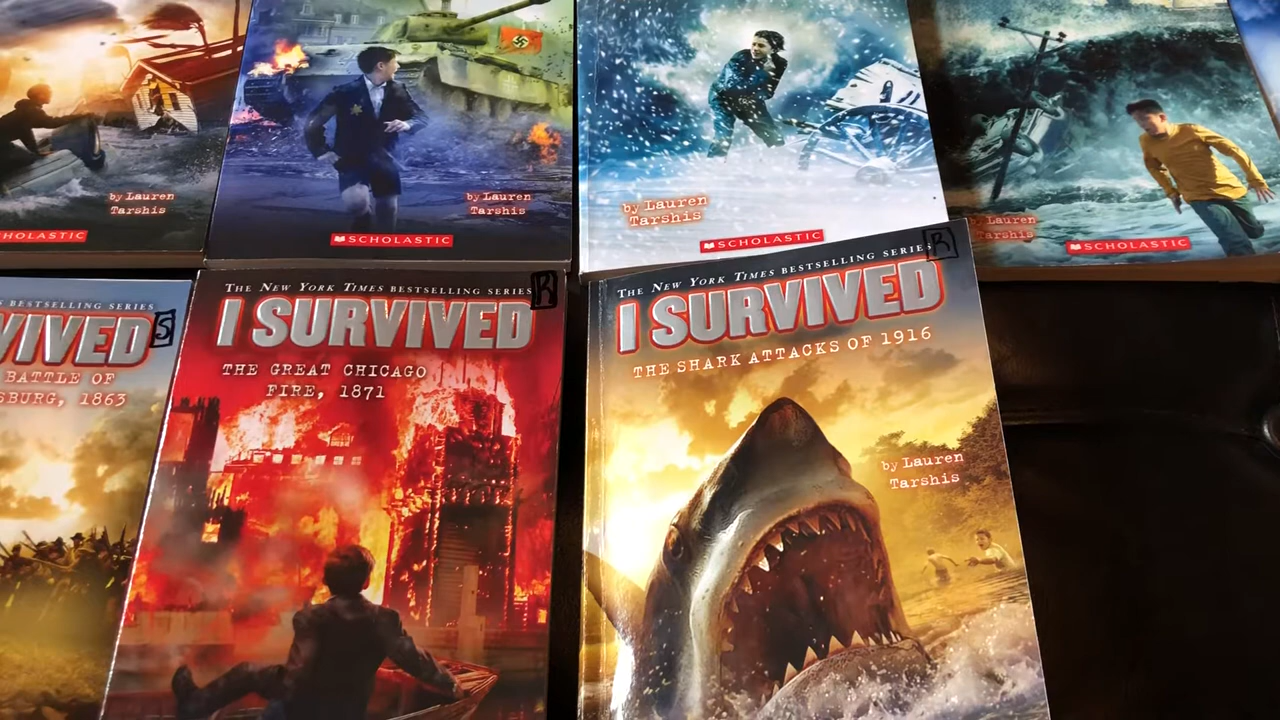 by Lauren
Tarshis
SCHOLASTIC
by Lauren
Tarshis
SCHOLASTIC
by Lauren
Tarshis
SCHOLASTIC
Lauren
Tarshis
SCHOLASTIC
BESTSELLING SERIES
VIVED
S
BATTLE OF
SBURG, 1863
THE NEW YORK TIMES BESTSELLING SERIES
R
I SURVIVED
THE GREAT CHICAGO
FIRE, 1871
THE NEW YORK TIMES BESTSELLING SERIES
R
I SURVIVED
THE SHARK ATTACKS OF 1916
by Lauren
Tarshis